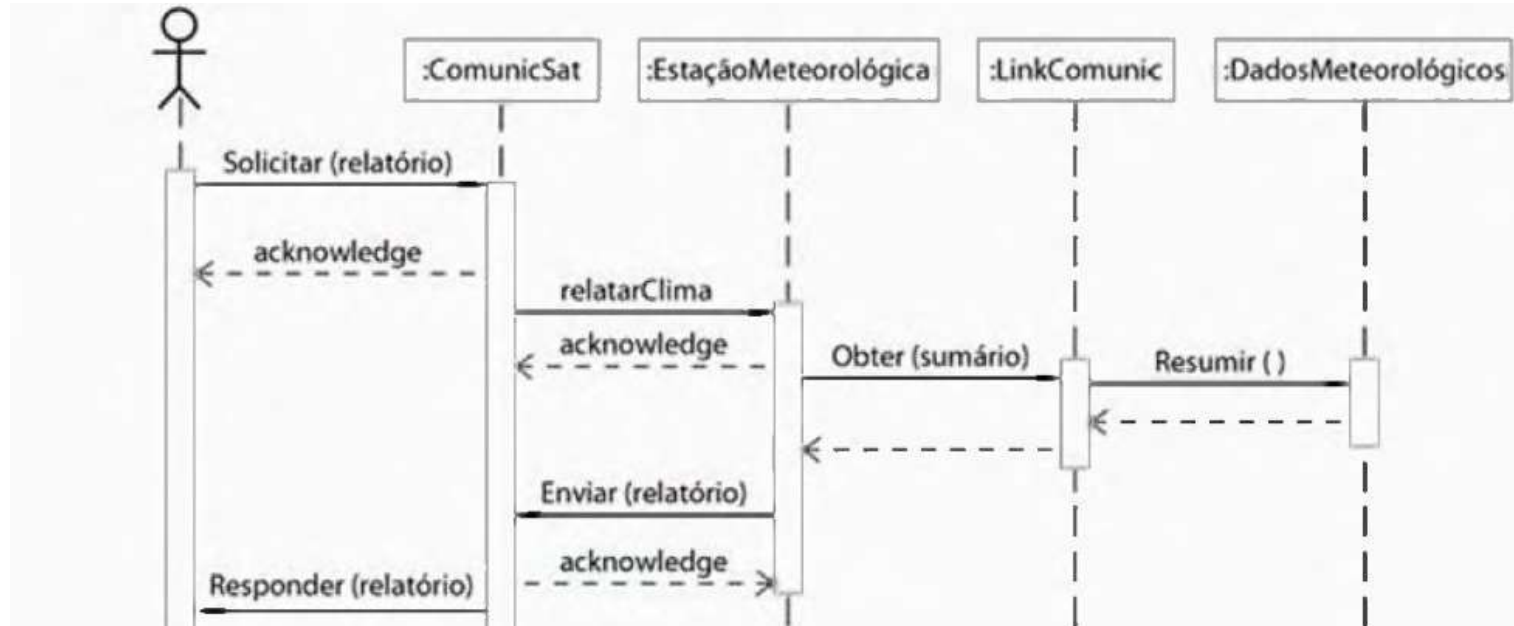 :ComunicSat
:EstaçãoMeteorológica
:LinkComunic
:DadosMeteorológicos
Solicitar (relatório)
acknowledge
relatarClima
acknowledge
Obter (sumário)
Resumir ( )
Enviar (relatório)
acknowledge
Responder (relatório)